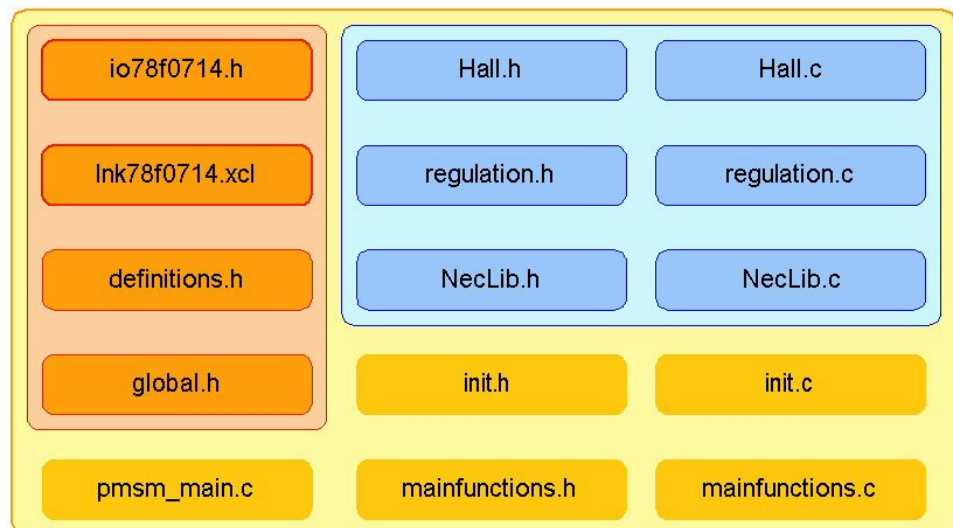 io78f0714.h
Hall.h
Hall.c
lnk78f0714.xcl
regulation.h
regulation.c
definitions.h
NecLib.h
NecLib.c
global.h
init.h
init.c
pmsm_main.c
mainfunctions.h
mainfunctions.c